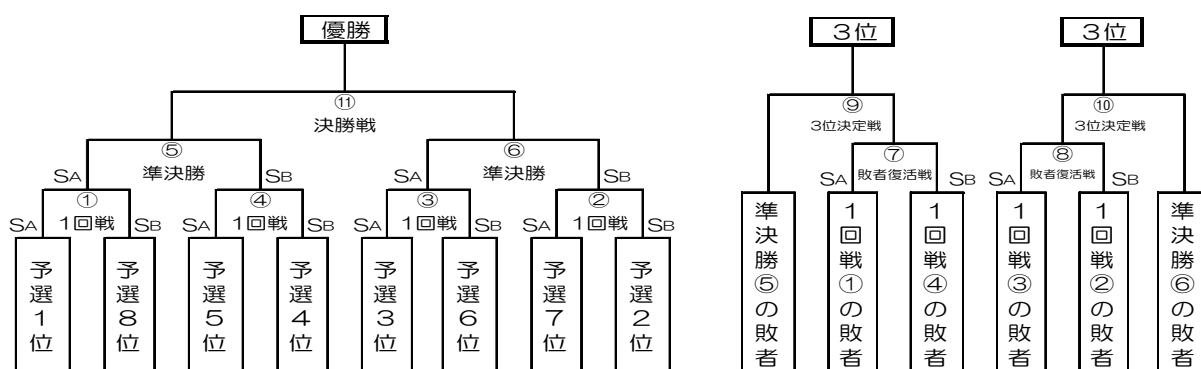 優勝
⑪
決勝戦
⑤
準決勝
⑥
準決勝
SA
SB
SA
SB
①
1回戦
④
1回戦
③
1回戦
②
1回戦
SA
SB
SA
SB
SA
SB
SA
SB
予選1位
予選8位
予選5位
予選4位
予選3位
予選6位
予選7位
予選2位
3位
3位
⑨
3位決定戦
⑩
3位決定戦
⑦
敗者復活戦
⑧
敗者復活戦
SA
SB
SA
SB
準決勝⑤の敗者
1回戦①の敗者
1回戦④の敗者
1回戦③の敗者
1回戦②の敗者
準決勝⑥の敗者